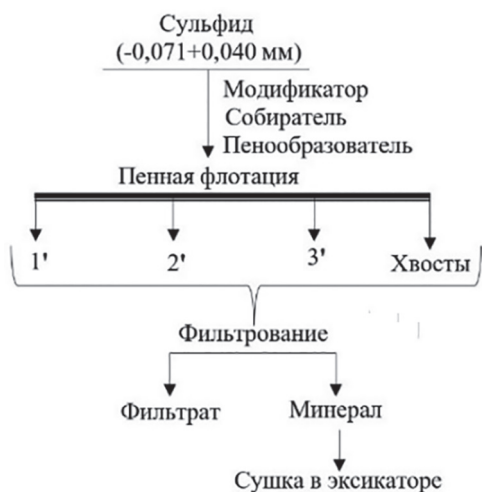 Сульфид
(-0,071+0,040 мм)
Модификатор
Собиратель
Пенообразователь
Пенная флотация
1' 2' 3' Хвосты
Фильтрование
Фильтрат Минерал
Сушка в эксикаторе